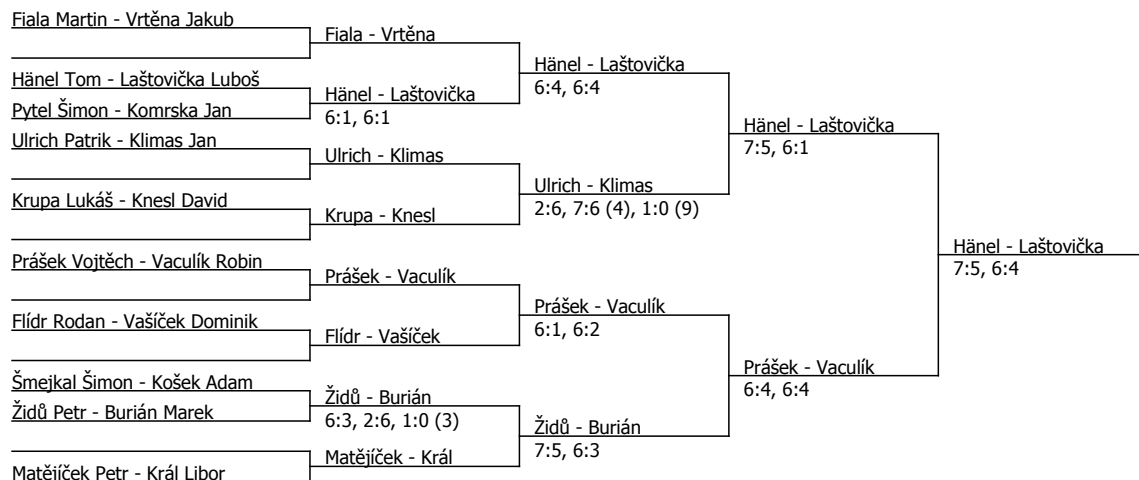 Fiala Martin - Vrtěna Jakub
Fiala - Vrtěna
Hänel - Laštovička
6:4, 6:4
Hänel Tom - Laštovička Luboš
Hänel - Laštovička
6:1, 6:1
Pytel Šimon - Komrska Jan
Hänel - Laštovička
7:5, 6:1
Ulrich Patrik - Klimas Jan
Ulrich - Klimas
Ulrich - Klimas
2:6, 7:6 (4), 1:0 (9)
Krupa Lukáš - Knesl David
Krupa - Knesl
Hänel - Laštovička
7:5, 6:4
Prášek Vojtěch - Vaculík Robin
Prášek - Vaculík
Prášek - Vaculík
6:1, 6:2
Flídr Rodan - Vašíček Dominik
Flídr - Vašíček
Prášek - Vaculík
6:4, 6:4
Šmejkal Šimon - Košek Adam
Židů - Burián
6:3, 2:6, 1:0 (3)
Židů Petr - Burián Marek
Židů - Burián
7:5, 6:3
Matějíček - Král
Matějíček Petr - Král Libor